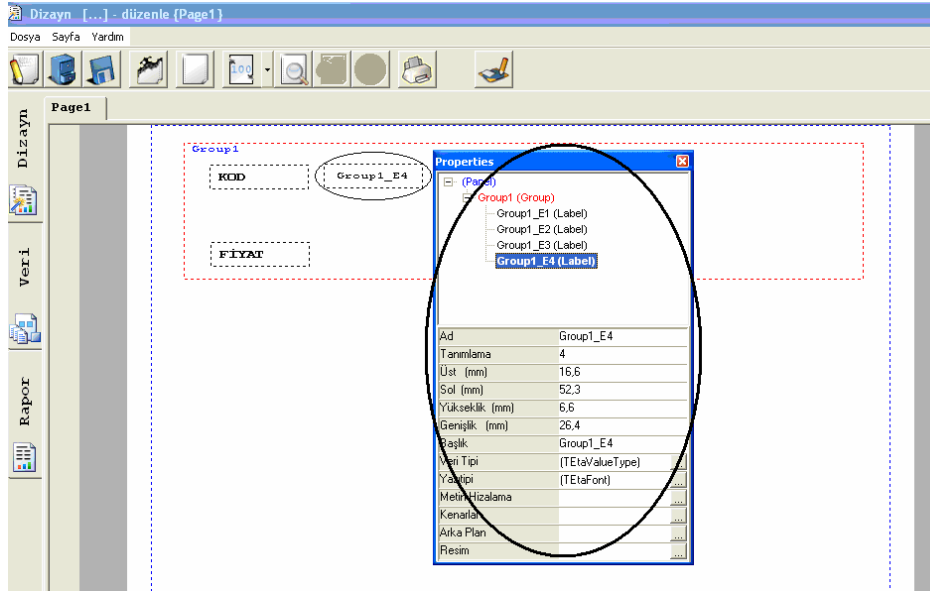 Dizayn [...] - düzenle {Page1}
Dosya Sayfa Yardım
100
Page1
Dizayn
Veri
Rapor
Group1
KOD
Group1_E4
FİYAT
Properties
(Panel)
Group1 (Group)
Group1_E1 (Label)
Group1_E2 (Label)
Group1_E3 (Label)
Group1_E4 (Label)
Ad Group1_E4
Tanımlama 4
Üst (mm) 16,6
Sol (mm) 52,3
Yükseklik (mm) 6,6
Genişlik (mm) 26,4
Başlık Group1_E4
Veri Tipi (TEtaValueType) ...
Yazıtipi (TEtaFont) ...
Metin Hizalama ...
Kenarlar ...
Arka Plan ...
Resim ...